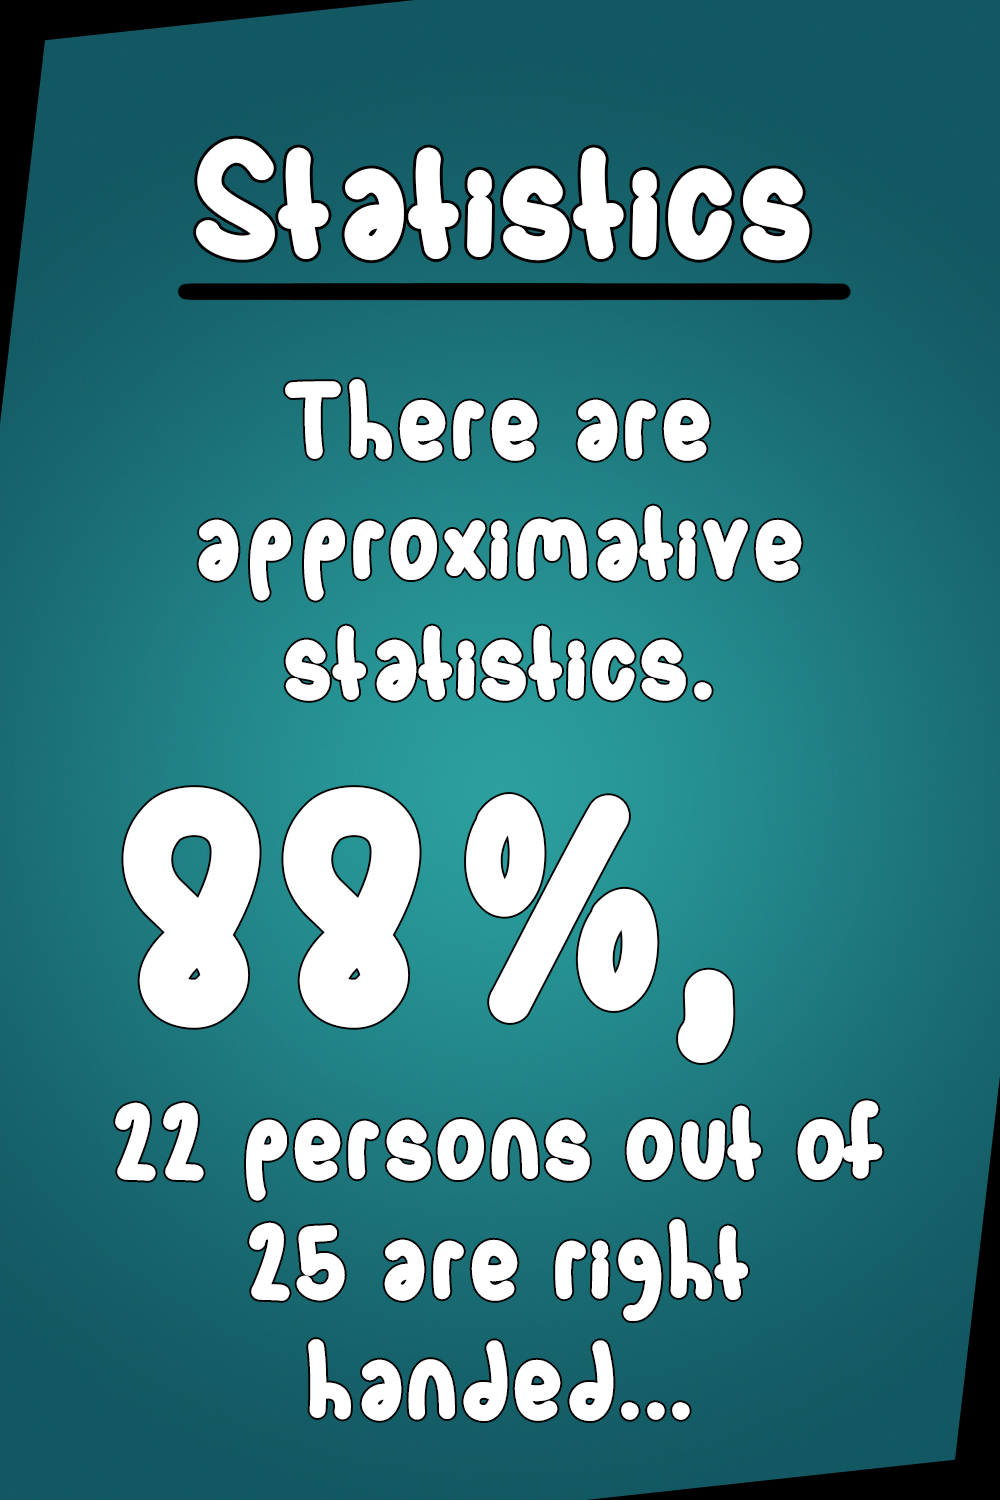 Statistics
There are
approximative
statistics.
88%,
22 persons out of
25 are right
handed...